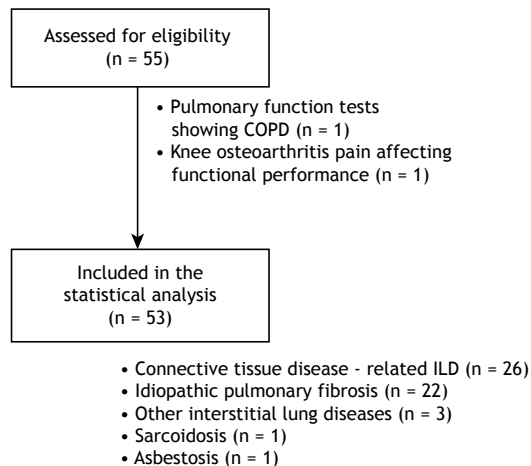 Assessed for eligibility
(n = 55)
• Pulmonary function tests
showing COPD (n = 1)
• Knee osteoarthritis pain affecting
functional performance (n = 1)
Included in the
statistical analysis
(n = 53)
• Connective tissue disease - related ILD (n = 26)
• Idiopathic pulmonary fibrosis (n = 22)
• Other interstitial lung diseases (n = 3)
• Sarcoidosis (n = 1)
• Asbestosis (n = 1)